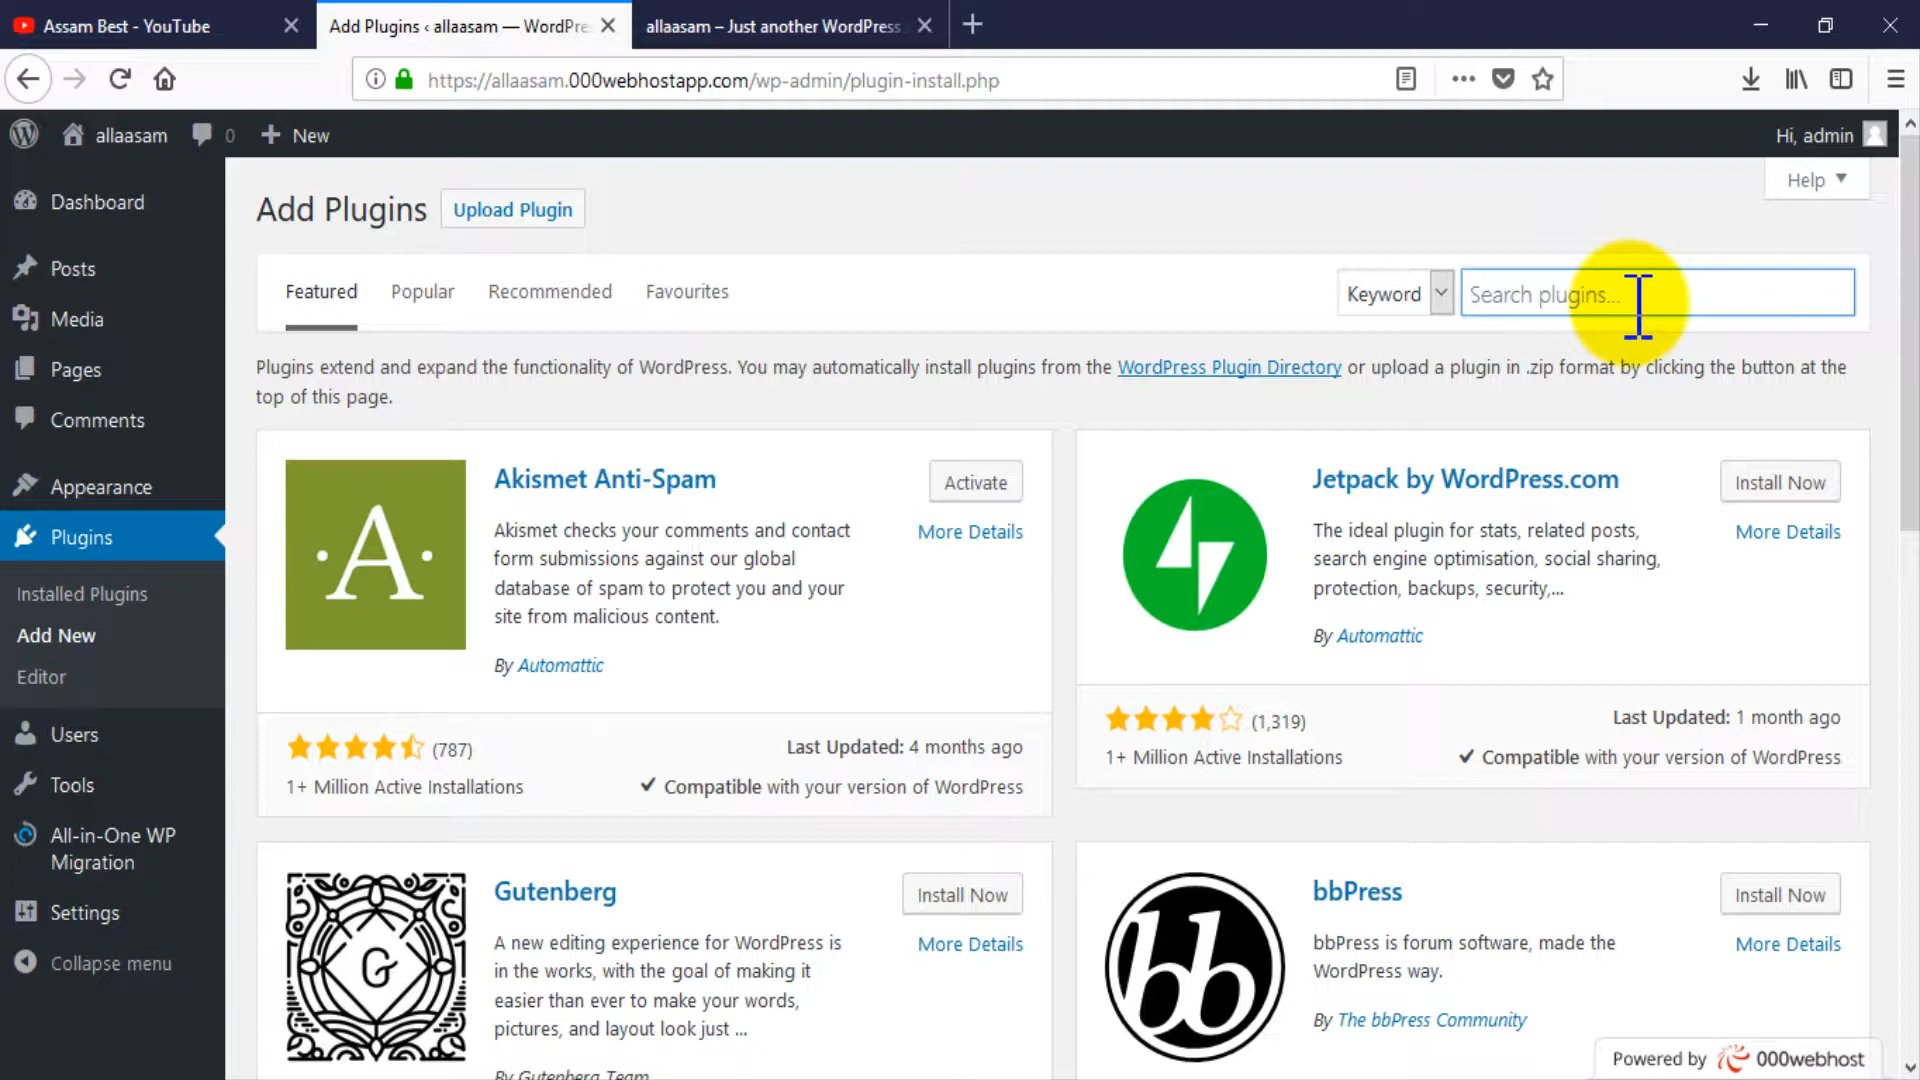 Assam Best - YouTube
Add Plugins ‹ allaasam — WordPre
allaasam – Just another WordPress
https://allaasam.000webhostapp.com/wp-admin/plugin-install.php
allaasam
0
New
Hi, admin
Help
Dashboard
Posts
Media
Pages
Comments
Appearance
Plugins
Installed Plugins
Add New
Editor
Users
Tools
All-in-One WP
Migration
Settings
Collapse menu
Add Plugins
Upload Plugin
Featured
Popular
Recommended
Favourites
Keyword
Search plugins...
Plugins extend and expand the functionality of WordPress. You may automatically install plugins from the WordPress Plugin Directory or upload a plugin in .zip format by clicking the button at the
top of this page.
A
Akismet Anti-Spam
Activate
More Details
Akismet checks your comments and contact
form submissions against our global
database of spam to protect you and your
site from malicious content.
By Automattic
(787)
Last Updated: 4 months ago
1+ Million Active Installations
Compatible with your version of WordPress
Jetpack by WordPress.com
Install Now
More Details
The ideal plugin for stats, related posts,
search engine optimisation, social sharing,
protection, backups, security,...
By Automattic
(1,319)
Last Updated: 1 month ago
1+ Million Active Installations
Compatible with your version of WordPress
G
Gutenberg
Install Now
More Details
A new editing experience for WordPress is
in the works, with the goal of making it
easier than ever to make your words,
pictures, and layout look just ...
By Gutenberg Team
bb
bbPress
Install Now
More Details
bbPress is forum software, made the
WordPress way.
By The bbPress Community
Powered by 000webhost